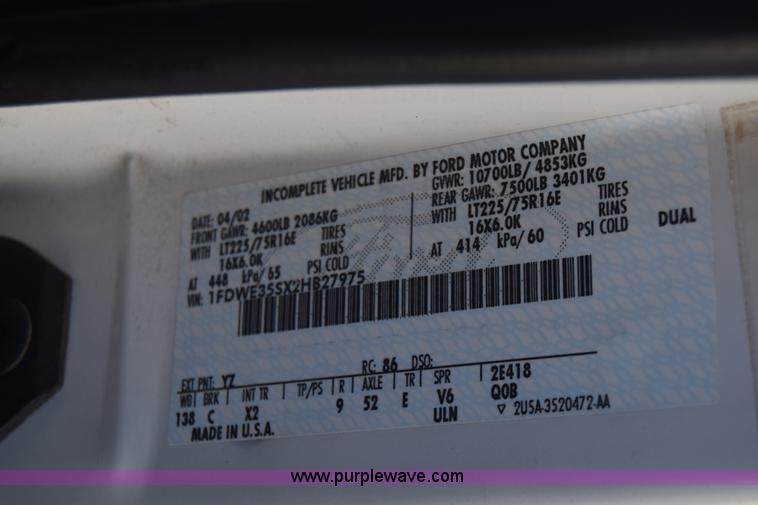 INCOMPLETE VEHICLE MFD. BY FORD MOTOR COMPANY
DATE: 04/02 GVWR: 10700LB/ 4853KG
FRONT GAWR: 4600LB 2086KG REAR GAWR: 7500LB 3401KG
WITH LT225/75R16E TIRES WITH LT225/75R16E TIRES
16X6.0K RINS 16X6.0K RINS DUAL
AT 448 kPa/65 PSI COLD AT 414 kPa/60 PSI COLD
VIN: 1FDWE35SX2HB27975
EXT PNT: YZ RC: 86 DSO:
WB BRK INT TR TP/PS R AXLE TR SPR 2E418
138 C X2 9 52 E V6 Q0B
ULN ▽ 2U5A-3520472-AA
MADE IN U.S.A.
www.purplewave.com